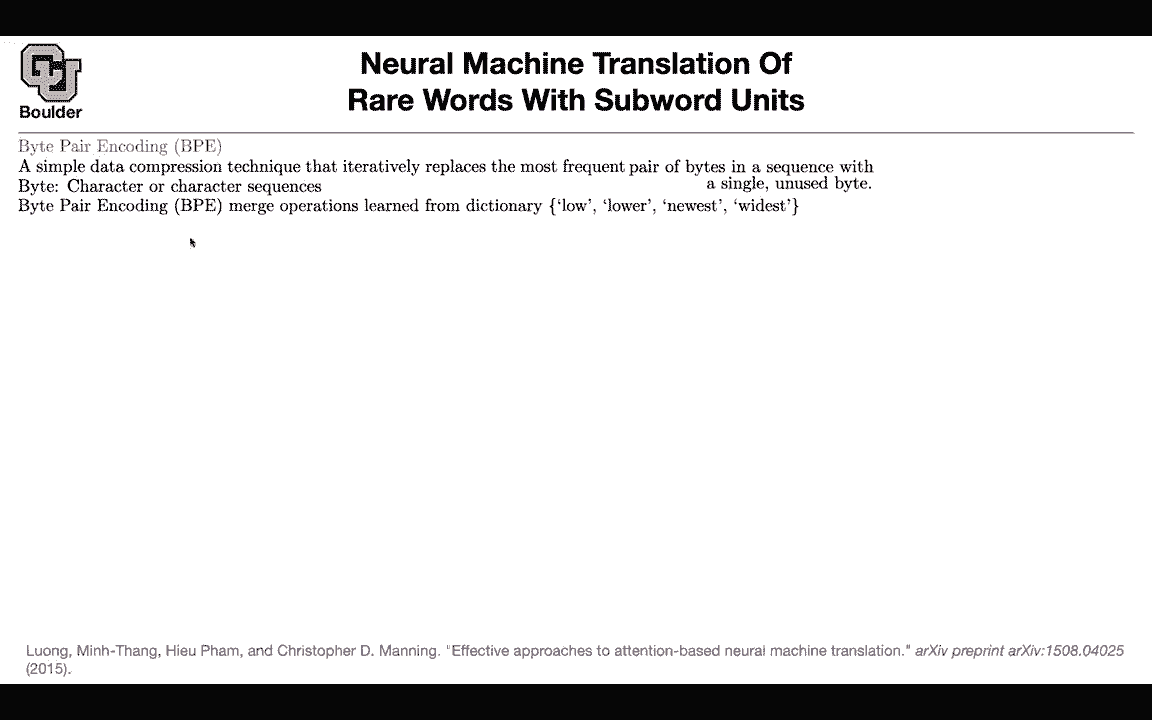 Boulder
Neural Machine Translation Of
Rare Words With Subword Units
Byte Pair Encoding (BPE)
A simple data compression technique that iteratively replaces the most frequent pair of bytes in a sequence with
a single, unused byte.
Byte: Character or character sequences
Byte Pair Encoding (BPE) merge operations learned from dictionary {‘low’, ‘lower’, ‘newest’, ‘widest’}
Luong, Minh-Thang, Hieu Pham, and Christopher D. Manning. "Effective approaches to attention-based neural machine translation." arXiv preprint arXiv:1508.04025
(2015).